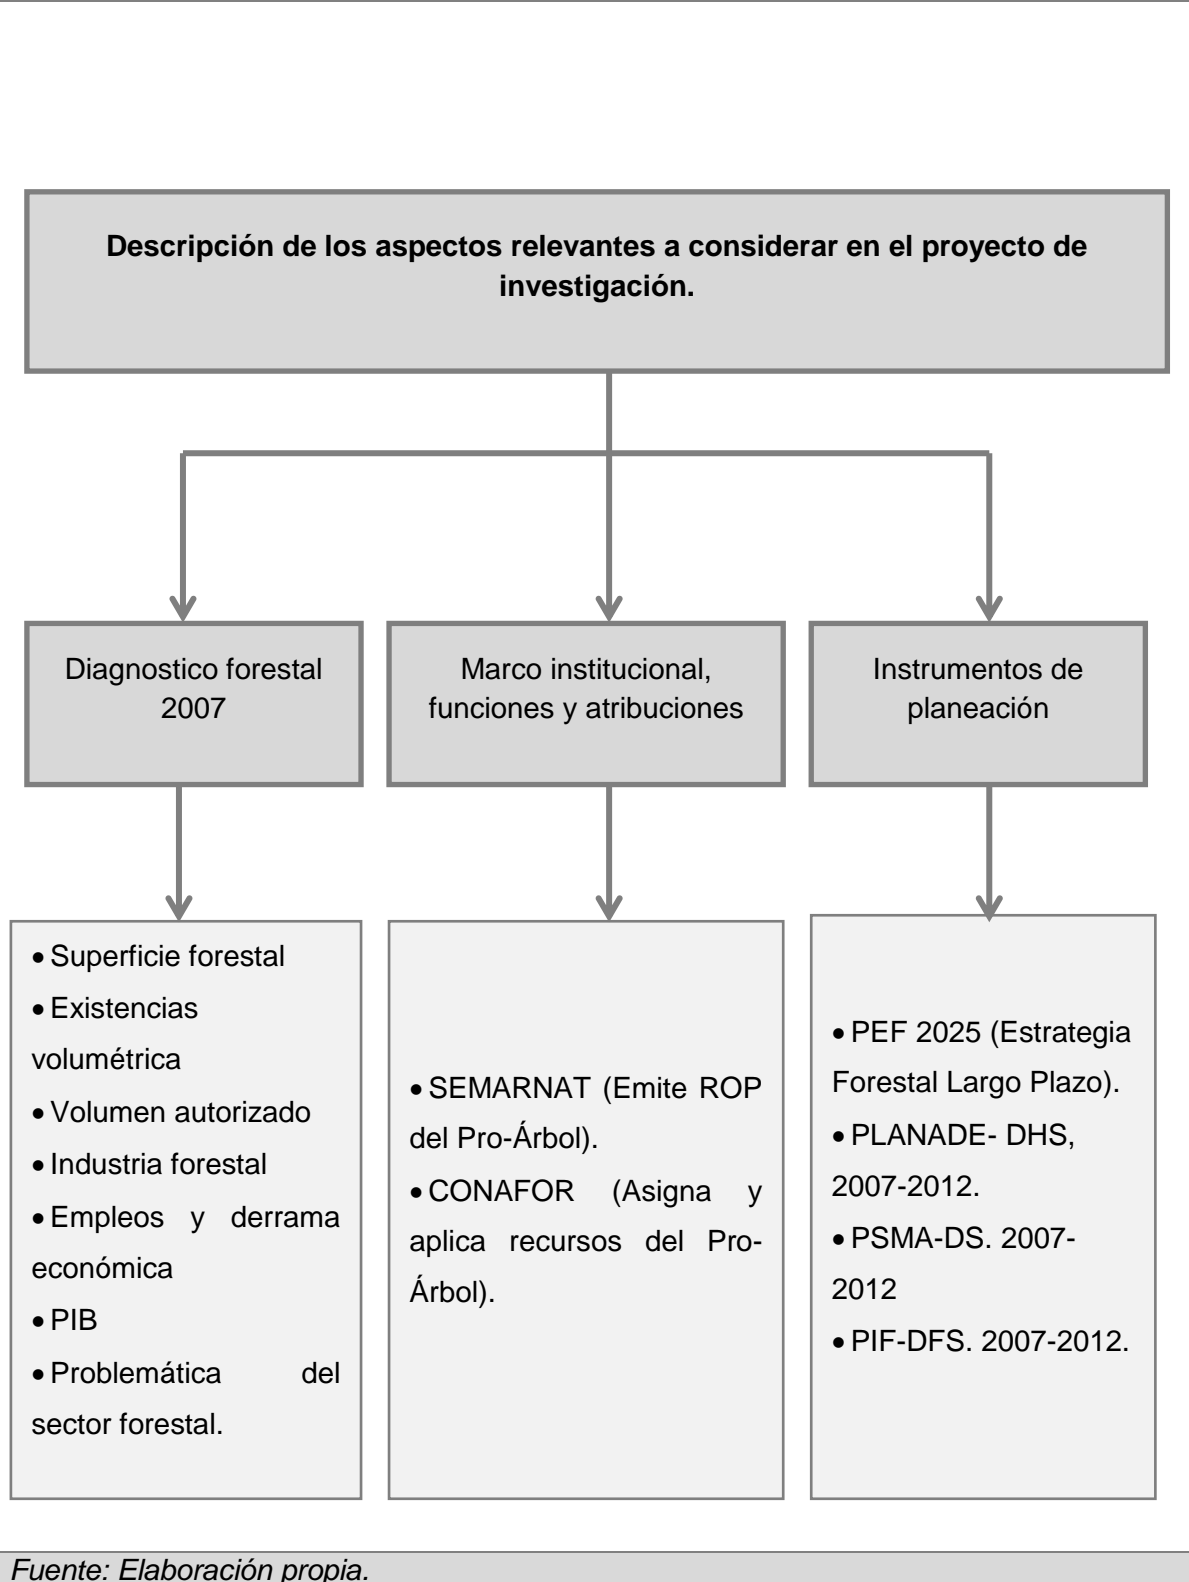 Descripción de los aspectos relevantes a considerar en el proyecto de
investigación.
Diagnostico forestal
2007
Marco institucional,
funciones y atribuciones
Instrumentos de
planeación
• Superficie forestal
• Existencias
volumétrica
• Volumen autorizado
• Industria forestal
• Empleos y derrama
económica
• PIB
• Problemática del
sector forestal.
• SEMARNAT (Emite ROP
del Pro-Árbol).
• CONAFOR (Asigna y
aplica recursos del Pro-
Árbol).
• PEF 2025 (Estrategia
Forestal Largo Plazo).
• PLANADE- DHS,
2007-2012.
• PSMA-DS. 2007-
2012
• PIF-DFS. 2007-2012.
Fuente: Elaboración propia.